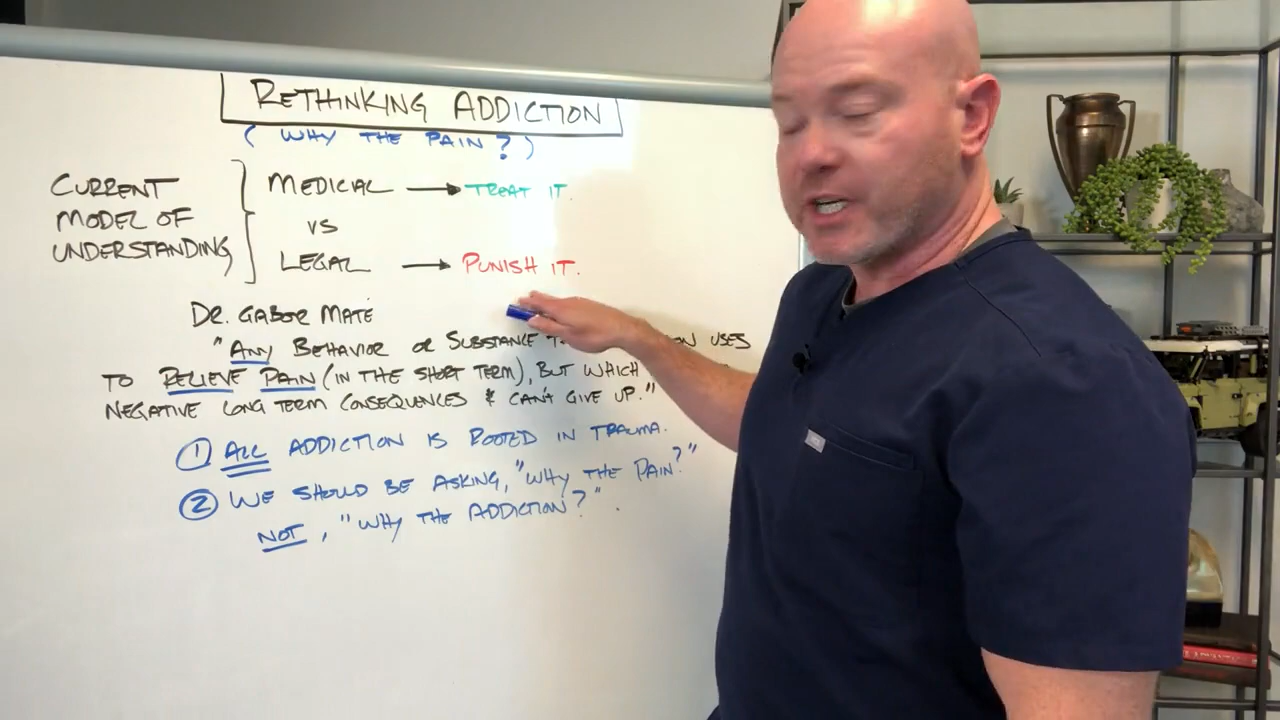 RETHINKING ADDICTION
(WHY THE PAIN?)
CURRENT MODEL OF UNDERSTANDING
MEDICAL → TREAT IT.
VS
LEGAL → PUNISH IT.
DR. GABOR MATÉ
"ANY BEHAVIOR OR SUBSTANCE USES
TO RELIEVE PAIN (IN THE SHORT TERM), BUT WHICH
NEGATIVE LONG TERM CONSEQUENCES & CAN'T GIVE UP."
① ALL ADDICTION IS ROOTED IN TRAUMA.
② WE SHOULD BE ASKING, "WHY THE PAIN?"
NOT, "WHY THE ADDICTION?".